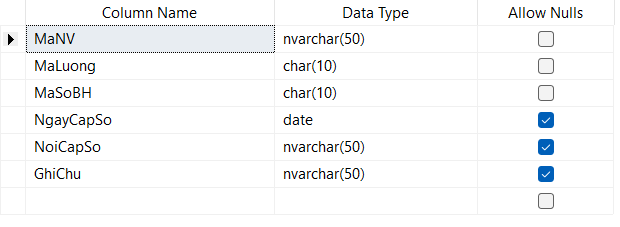 Column Name Data Type Allow Nulls
MaNV nvarchar(50)
MaLuong char(10)
MaSoBH char(10)
NgayCapSo date
NoiCapSo nvarchar(50)
GhiChu nvarchar(50)